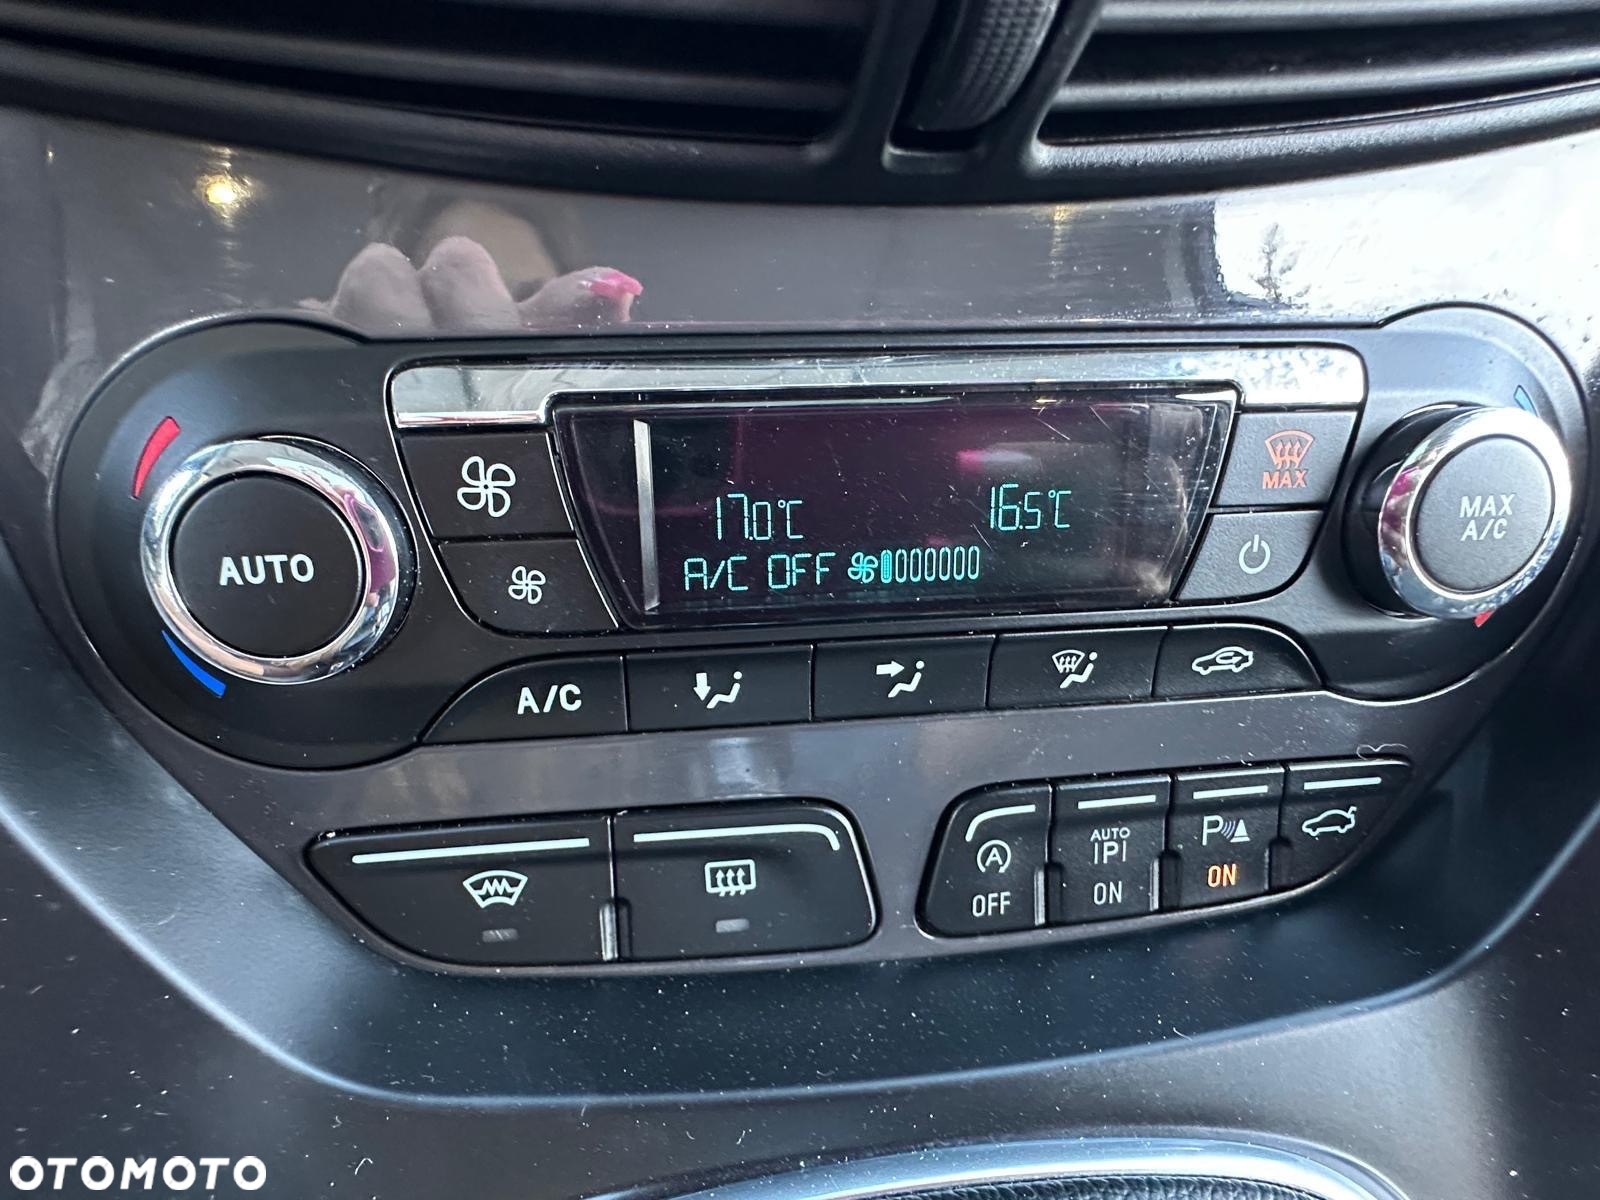 MAX
17.0°C 16.5°C
MAX
A/C
AUTO
A/C OFF
A/C
AUTO
P
OFF
IPI
ON
ON
OTOMOTO